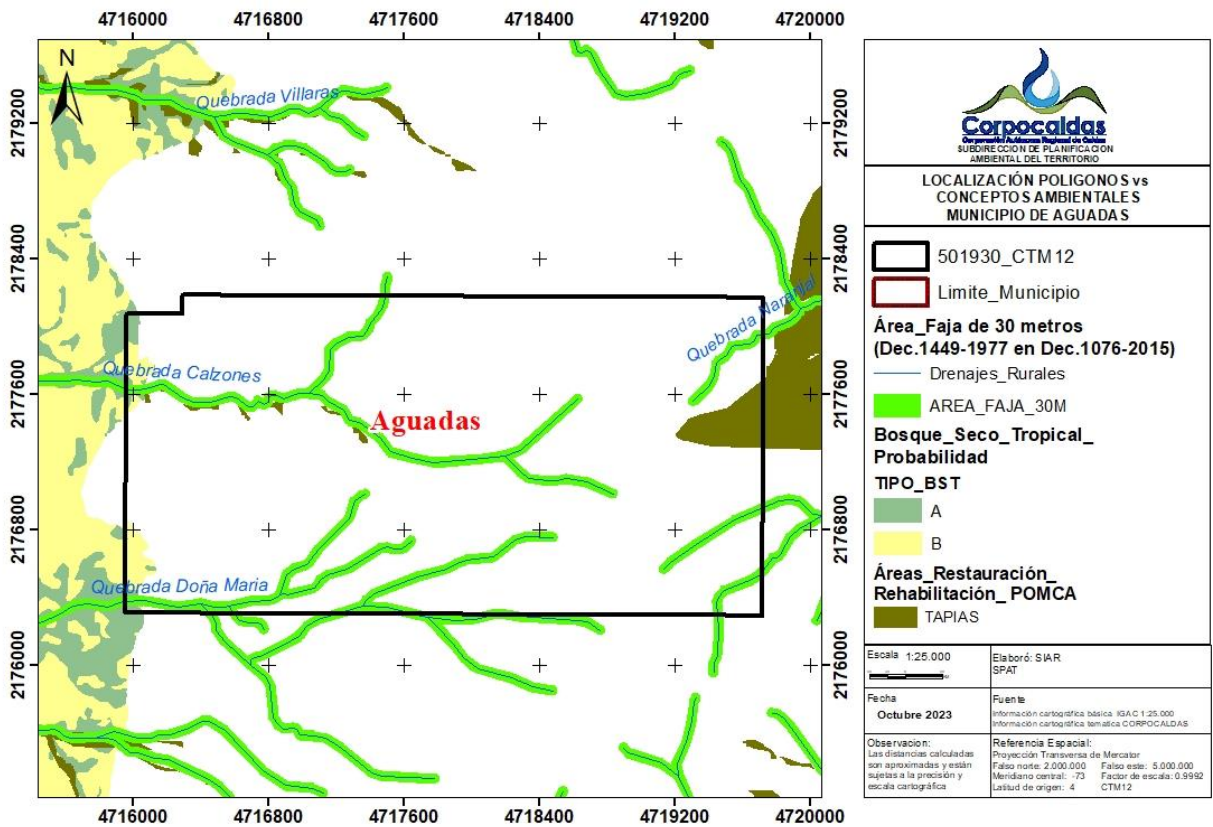 4716000 4716800 4717600 4718400 4719200 4720000
2179200
2178400
2177600
2176800
2176000
N
Quebrada Villaras
Quebrada Naranjal
Quebrada Calzones
Aguadas
Quebrada Doña Maria
2179200
2178400
2177600
2176800
2176000
4716000 4716800 4717600 4718400 4719200 4720000
Corpocaldas
Corporación Autónoma Regional de Caldas
SUBDIRECCION DE PLANIFICACION
AMBIENTAL DEL TERRITORIO
LOCALIZACIÓN POLIGONOS vs
CONCEPTOS AMBIENTALES
MUNICIPIO DE AGUADAS
501930_CTM12
Limite_Municipio
Área_Faja de 30 metros
(Dec.1449-1977 en Dec.1076-2015)
Drenajes_Rurales
AREA_FAJA_30M
Bosque_Seco_Tropical_
Probabilidad
TIPO_BST
A
B
Áreas_Restauración_
Rehabilitación_ POMCA
TAPIAS
Escala 1:25.000
Elaboró: SIAR
SPAT
Fecha
Octubre 2023
Fuente
Información cartográfica básica IGAC 1:25.000
Información cartográfica temática CORPOCALDAS
Observacion:
Las distancias calculadas
son aproximadas y están
sujetas a la precisión y
escala cartográfica
Referencia Espacial:
Proyección Transversa de Mercator
Falso norte: 2.000.000 Falso este: 5.000.000
Meridiano central: -73 Factor de escala: 0.9992
Latitud de origen: 4 CTM12